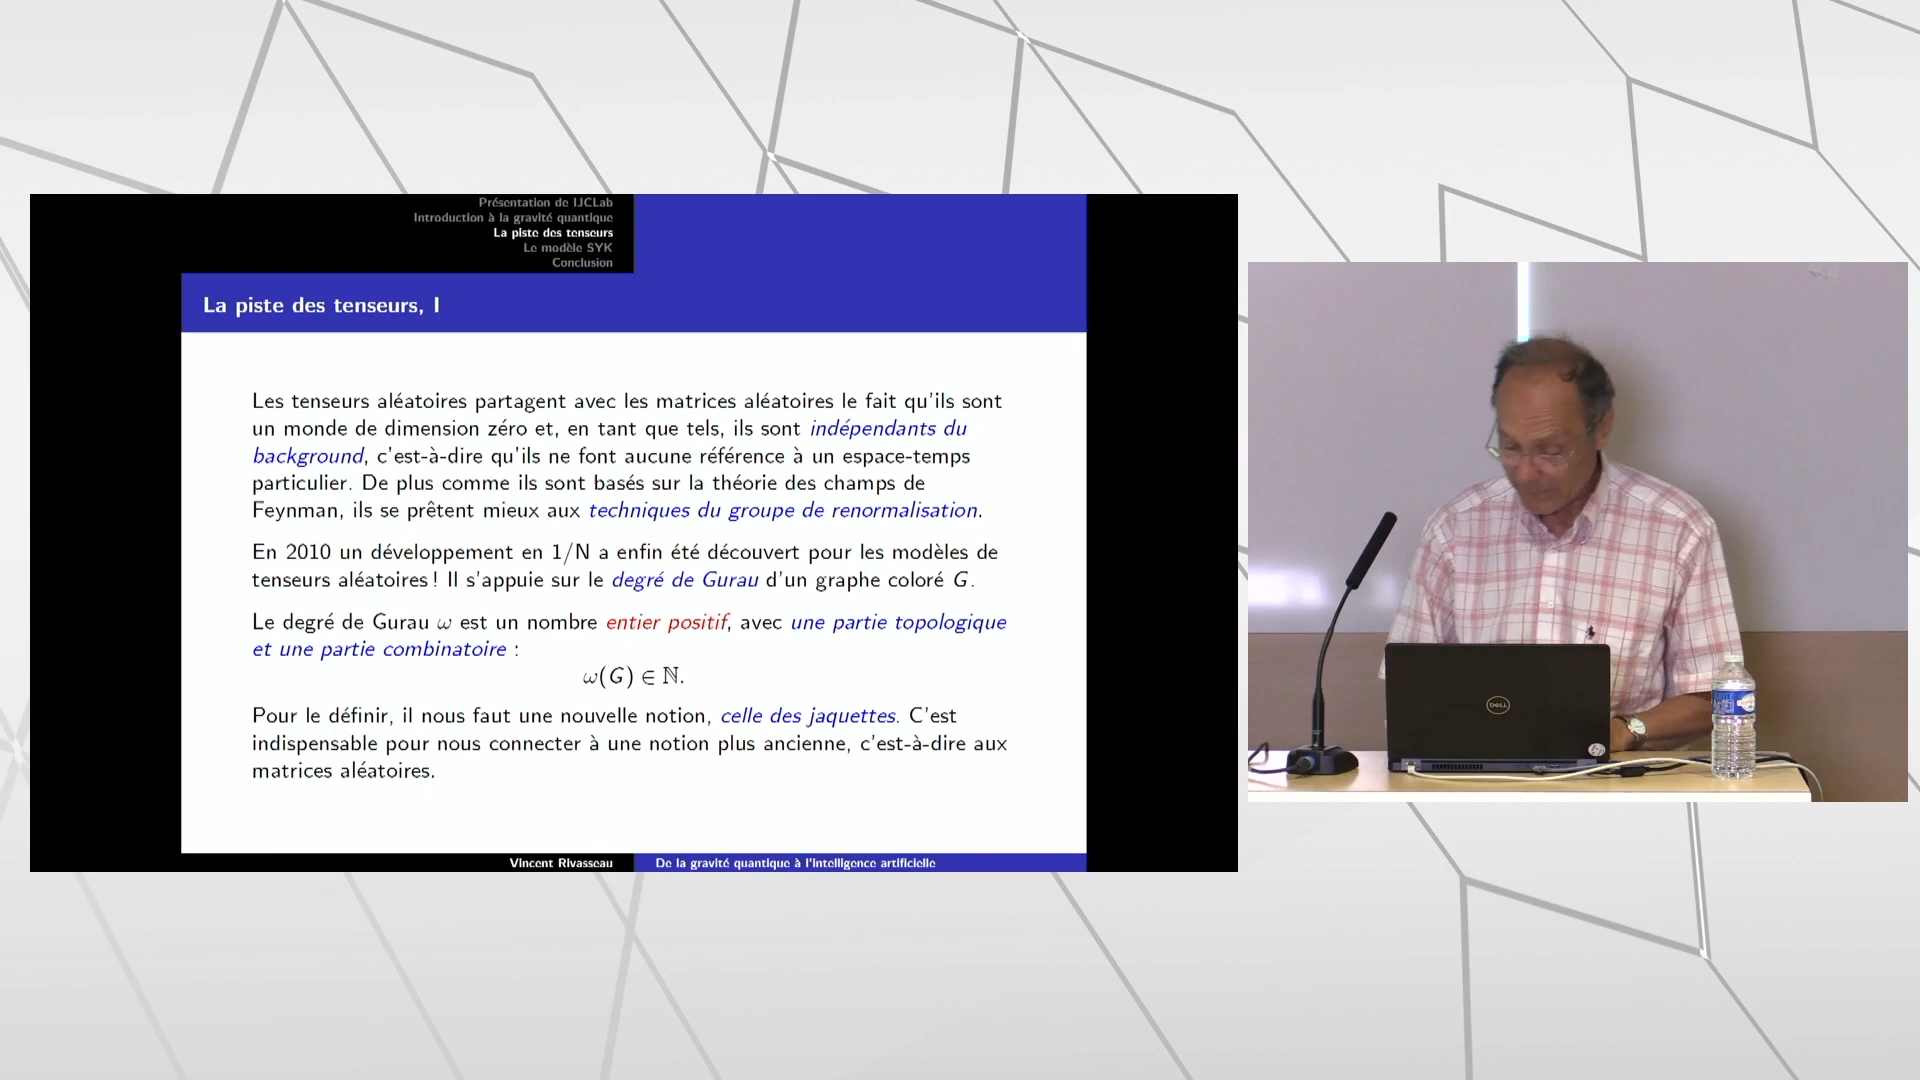 Présentation de IJCLab
Introduction à la gravité quantique
La piste des tenseurs
Le modèle SYK
Conclusion
La piste des tenseurs, I
Les tenseurs aléatoires partagent avec les matrices aléatoires le fait qu'ils sont
un monde de dimension zéro et, en tant que tels, ils sont indépendants du
background, c'est-à-dire qu'ils ne font aucune référence à un espace-temps
particulier. De plus comme ils sont basés sur la théorie des champs de
Feynman, ils se prêtent mieux aux techniques du groupe de renormalisation.
En 2010 un développement en 1/N a enfin été découvert pour les modèles de
tenseurs aléatoires ! Il s'appuie sur le degré de Gurau d'un graphe coloré G.
Le degré de Gurau ω est un nombre entier positif, avec une partie topologique
et une partie combinatoire :
ω(G) ∈ ℕ.
Pour le définir, il nous faut une nouvelle notion, celle des jaquettes. C'est
indispensable pour nous connecter à une notion plus ancienne, c'est-à-dire aux
matrices aléatoires.
Vincent Rivasseau
De la gravité quantique à l'intelligence artificielle
DELL